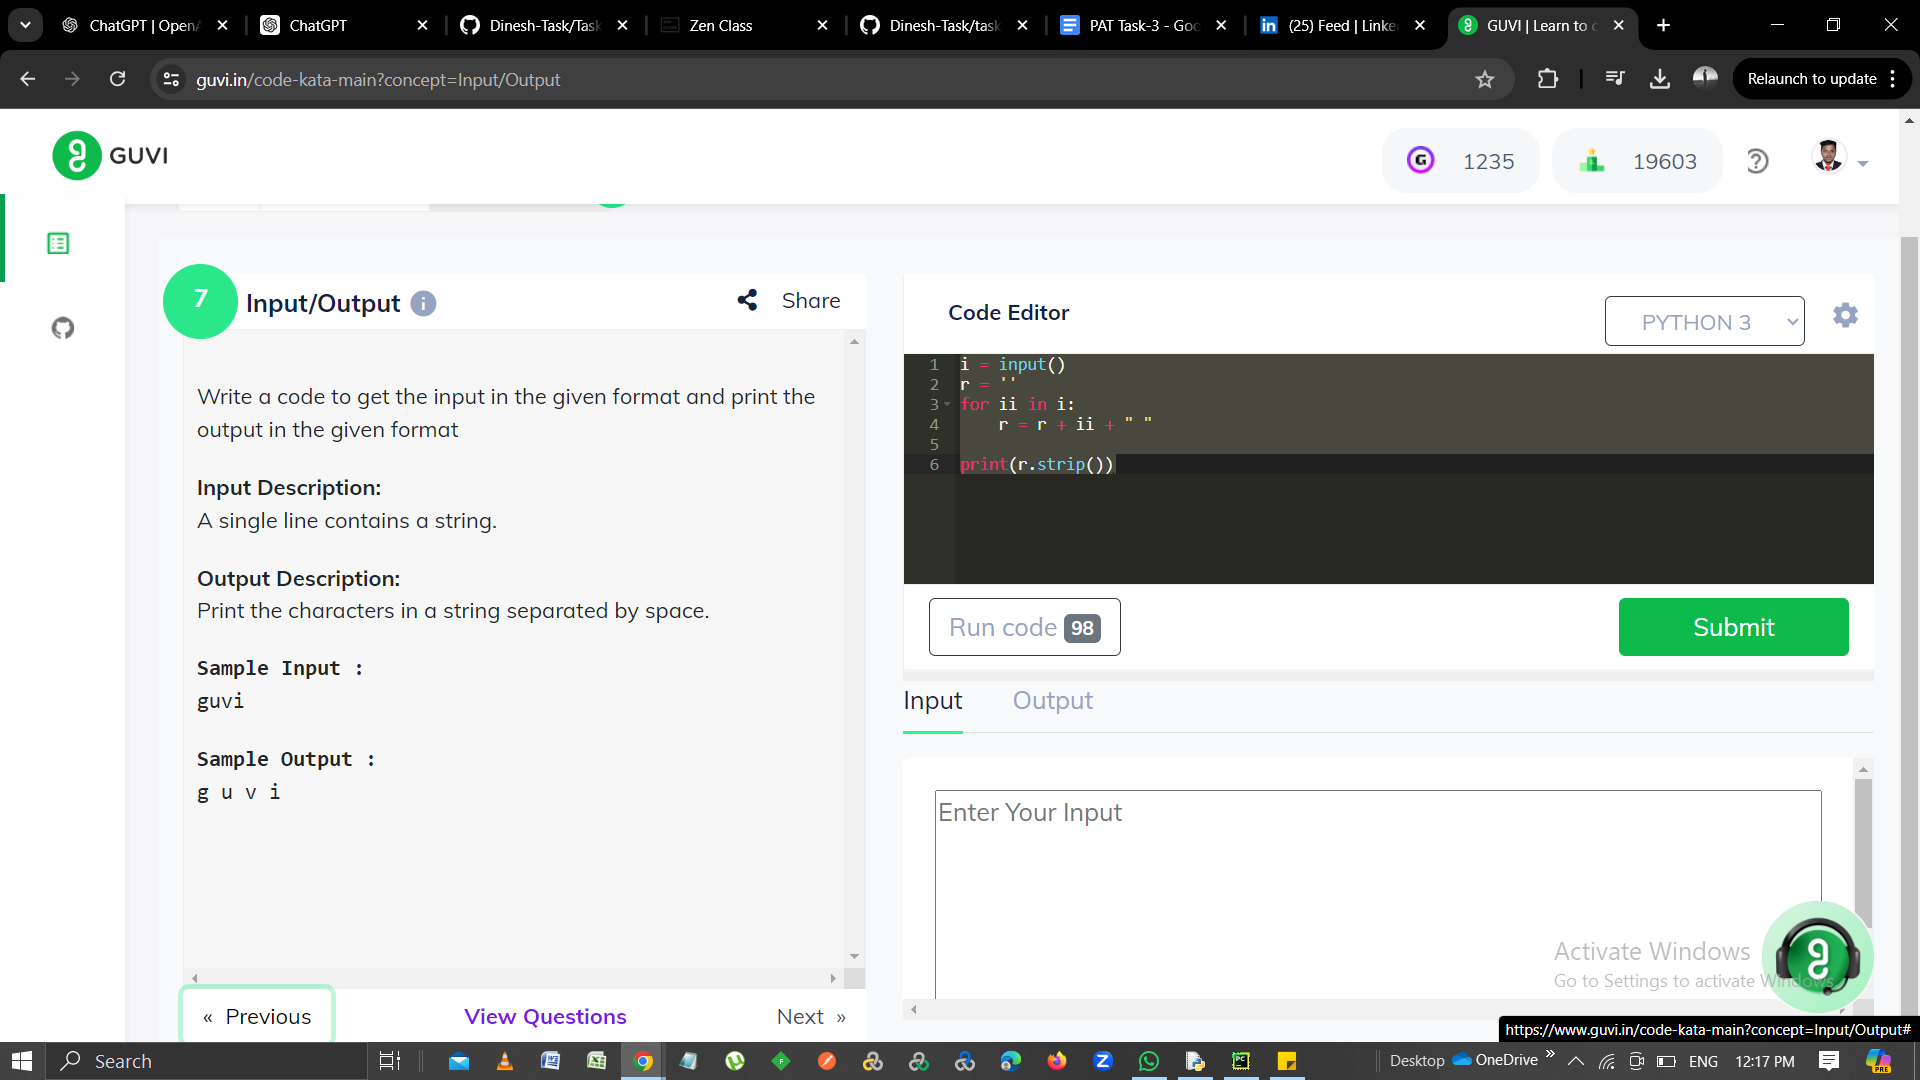 ChatGPT | OpenA
ChatGPT
Dinesh-Task/Task
Zen Class
Dinesh-Task/task
PAT Task-3 - Goo
(25) Feed | Linke
GUVI | Learn to c
guvi.in/code-kata-main?concept=Input/Output
Relaunch to update
GUVI
1235
19603
7
Input/Output
Share
Write a code to get the input in the given format and print the
output in the given format
Input Description:
A single line contains a string.
Output Description:
Print the characters in a string separated by space.
Sample Input :
guvi
Sample Output :
g u v i
« Previous
View Questions
Next »
Code Editor
PYTHON 3
1 i = input()
2 r = ''
3 for ii in i:
4 r = r + ii + " "
5
6 print(r.strip())
Run code 98
Submit
Input
Output
Enter Your Input
Activate Windows
Go to Settings to activate Windows.
https://www.guvi.in/code-kata-main?concept=Input/Output#
Search
Desktop
OneDrive
ENG
12:17 PM
PRE